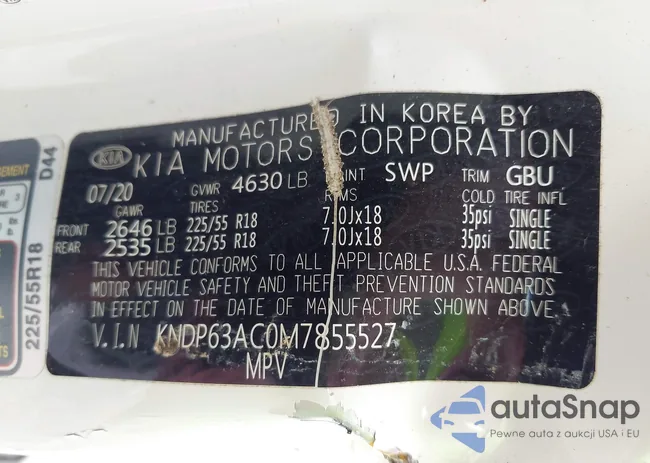 MANUFACTURED IN KOREA BY
KIA KIA MOTORS CORPORATION
07/20 GVWR 4630 LB SWP TRIM GBU
GAWR TIRES RIMS COLD TIRE INFL
FRONT 2646 LB 225/55 R18 7.0Jx18 35psi SINGLE
REAR 2535 LB 225/55 R18 7.0Jx18 35psi SINGLE
THIS VEHICLE CONFORMS TO ALL APPLICABLE U.S.A. FEDERAL
MOTOR VEHICLE SAFETY AND THEFT PREVENTION STANDARDS
IN EFFECT ON THE DATE OF MANUFACTURE SHOWN ABOVE.
V.I.N KNDP63AC0M7855527
MPV
D44
225/55R18
autaSnap
Pewne auta z aukcji USA i EU